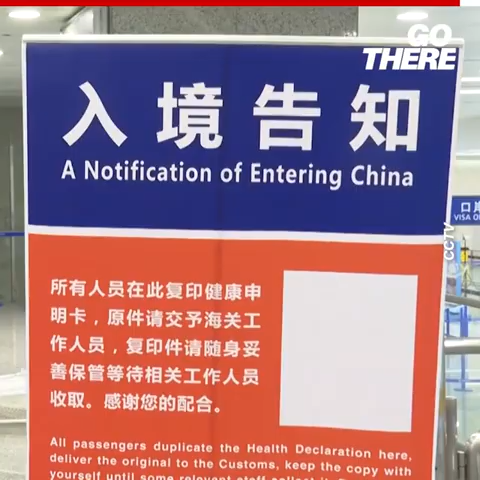 GO
THERE
入境告知
A Notification of Entering China
口岸
VISA O
CCTV
所有人员在此复印健康申
明卡，原件请交予海关工
作人员，复印件请随身妥
善保管等待相关工作人员
收取。感谢您的配合。
All passengers duplicate the Health Declaration here,
deliver the original to the Customs, keep the copy with
yourself until some relevant staff collect it.